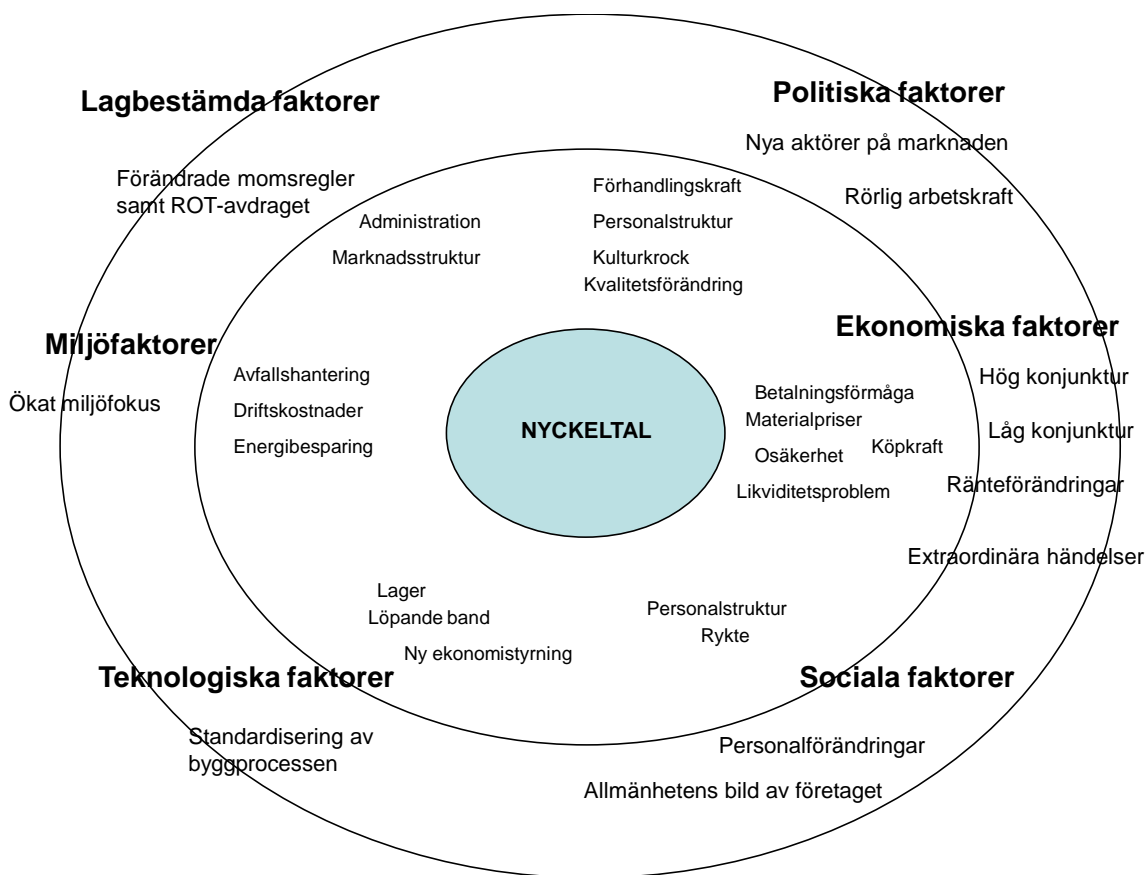 Lagbestämda faktorer
Förändrade momsregler
samt ROT-avdraget
Administration
Marknadsstruktur
Politiska faktorer
Nya aktörer på marknaden
Rörlig arbetskraft
Förhandlingskraft
Personalstruktur
Kulturkrock
Kvalitetsförändring
Miljöfaktorer
Ökat miljöfokus
Avfallshantering
Driftskostnader
Energibesparing
NYCKELTAL
Ekonomiska faktorer
Hög konjunktur
Låg konjunktur
Ränteförändringar
Extraordinära händelser
Betalningsförmåga
Materialpriser
Osäkerhet
Köpkraft
Likviditetsproblem
Lager
Löpande band
Ny ekonomistyrning
Teknologiska faktorer
Standardisering av
byggprocessen
Personalstruktur
Rykte
Sociala faktorer
Personalförändringar
Allmänhetens bild av företaget